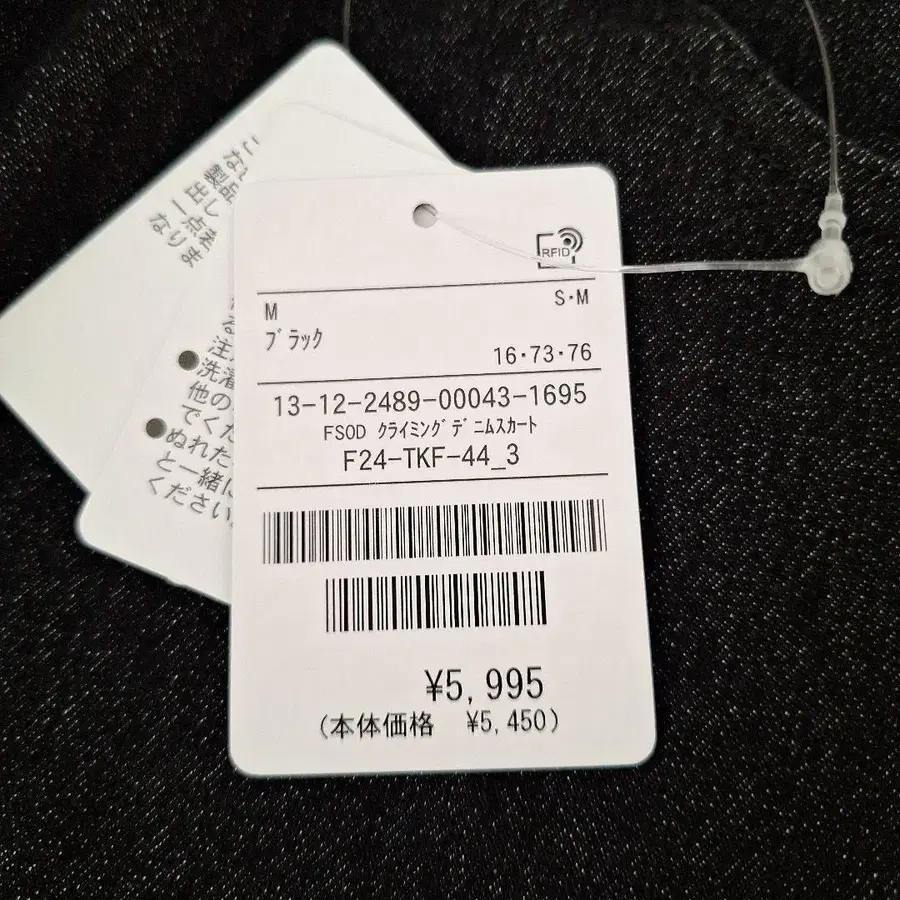 RFID
M
S・M
ブラック
16・73・76
13-12-2489-00043-1695
FSOD クライミングデニムスカート
F24-TKF-44_3
¥5,995
(本体価格 ¥5,450)
こ
な
製品
出し
一点を
なりま
注
洗濯
他の
でくだ
ぬれた
と一緒に
ください